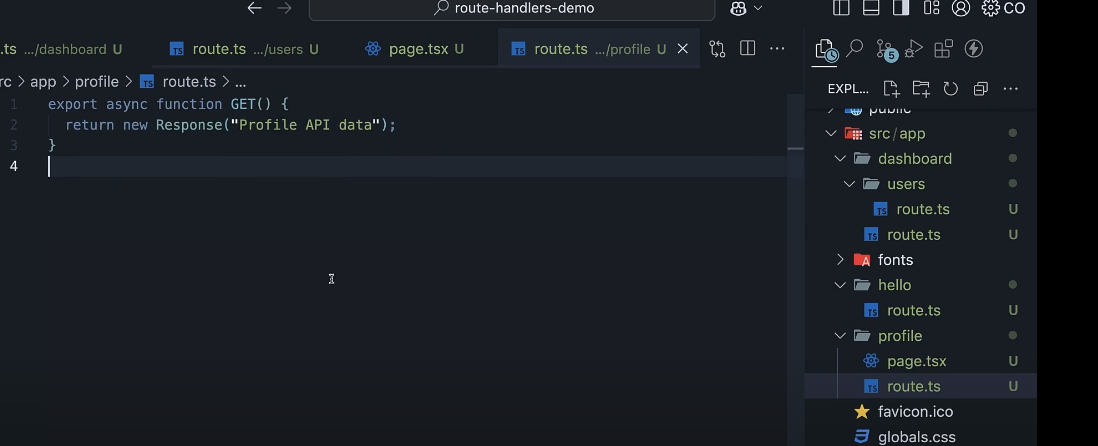 route-handlers-demo
CO
.ts .../dashboard U
route.ts .../users U
page.tsx U
route.ts .../profile U
rc > app > profile > route.ts > ...
1 export async function GET() {
2 return new Response("Profile API data");
3 }
4
5
EXPL...
public
src/app
dashboard
users
route.ts U
route.ts U
fonts
hello
route.ts U
profile
page.tsx U
route.ts U
favicon.ico
globals.css